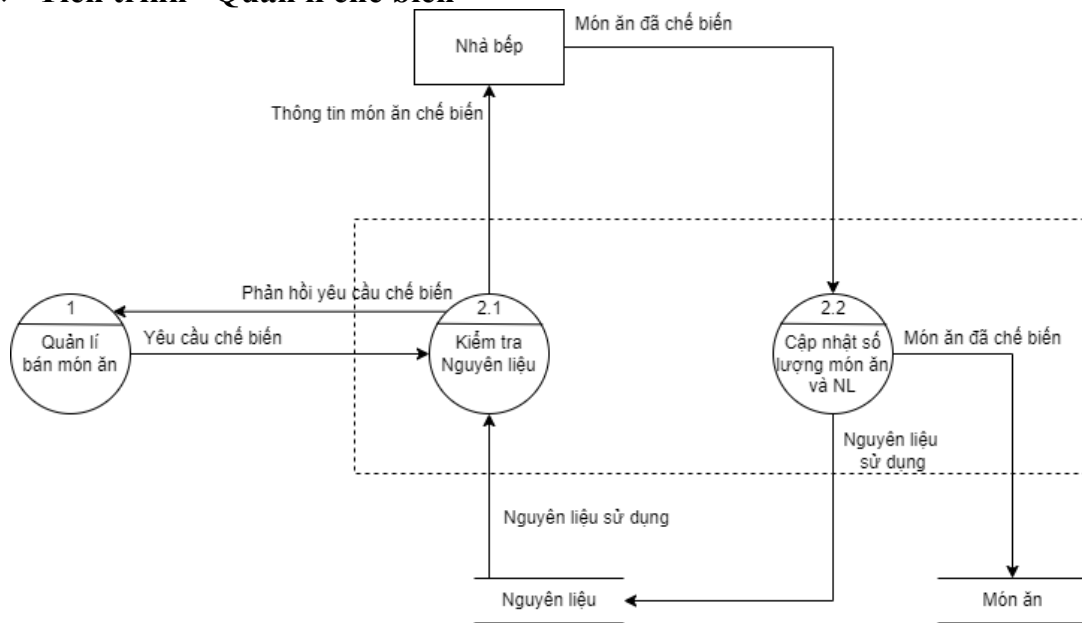 Tiến trình "Quản lí chế biến"
Nhà bếp
Món ăn đã chế biến
Thông tin món ăn chế biến
Phản hồi yêu cầu chế biến
1
Quản lí
bán món ăn
Yêu cầu chế biến
2.1
Kiểm tra
Nguyên liệu
2.2
Cập nhật số
lượng món ăn
và NL
Món ăn đã chế biến
Nguyên liệu
sử dụng
Nguyên liệu sử dụng
Nguyên liệu
Món ăn